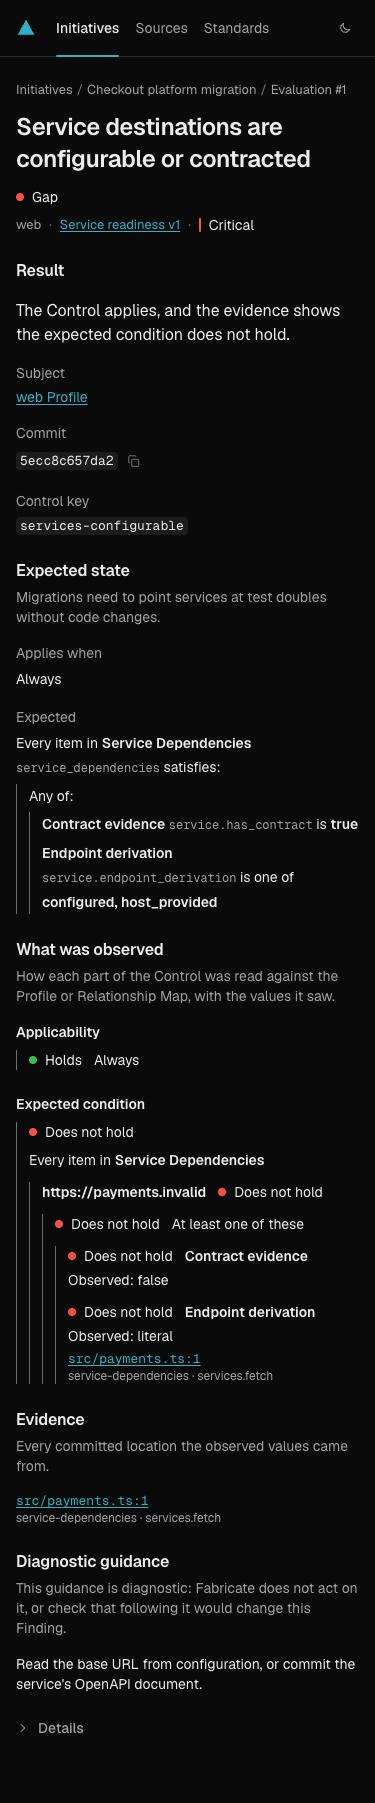 Initiatives Sources Standards
Initiatives / Checkout platform migration / Evaluation #1
Service destinations are
configurable or contracted
Gap
web · Service readiness v1 · Critical
Result
The Control applies, and the evidence shows
the expected condition does not hold.
Subject
web Profile
Commit
5ecc8c657da2
Control key
services-configurable
Expected state
Migrations need to point services at test doubles
without code changes.
Applies when
Always
Expected
Every item in Service Dependencies
service_dependencies satisfies:
Any of:
Contract evidence service.has_contract is true
Endpoint derivation
service.endpoint_derivation is one of
configured, host_provided
What was observed
How each part of the Control was read against the
Profile or Relationship Map, with the values it saw.
Applicability
Holds Always
Expected condition
Does not hold
Every item in Service Dependencies
https://payments.invalid Does not hold
Does not hold At least one of these
Does not hold Contract evidence
Observed: false
Does not hold Endpoint derivation
Observed: literal
src/payments.ts:1
service-dependencies · services.fetch
Evidence
Every committed location the observed values came
from.
src/payments.ts:1
service-dependencies · services.fetch
Diagnostic guidance
This guidance is diagnostic: Fabricate does not act on
it, or check that following it would change this
Finding.
Read the base URL from configuration, or commit the
service's OpenAPI document.
Details